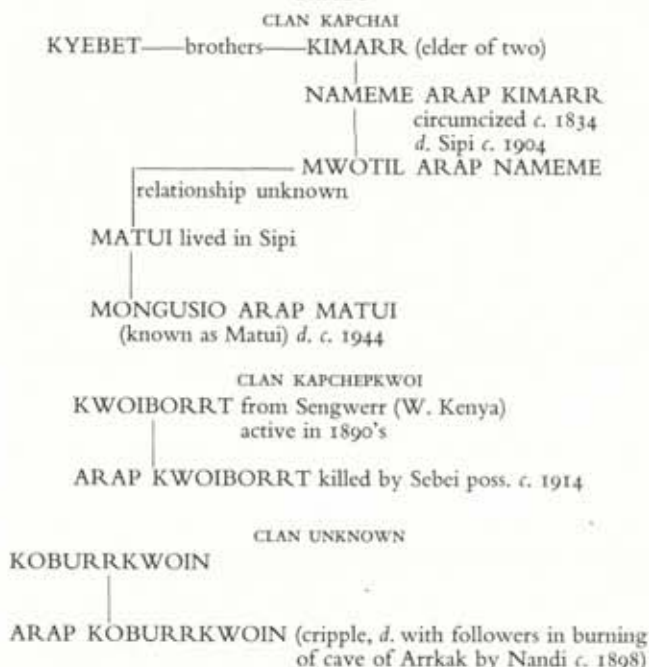 CLAN KAPCHAI
KYEBET—brothers—KIMARR (elder of two)
NAMEME ARAP KIMARR
circumcized c. 1834
d. Sipi c. 1904
MWOTIL ARAP NAMEME
relationship unknown
MATUI lived in Sipi
MONGUSIO ARAP MATUI
(known as Matui) d. c. 1944
CLAN KAPCHEPKWOI
KWOIBORRT from Sengwerr (W. Kenya)
active in 1890's
ARAP KWOIBORRT killed by Sebei poss. c. 1914
CLAN UNKNOWN
KOBURRKWOIN
ARAP KOBURRKWOIN (cripple, d. with followers in burning
of cave of Arrkak by Nandi c. 1898)